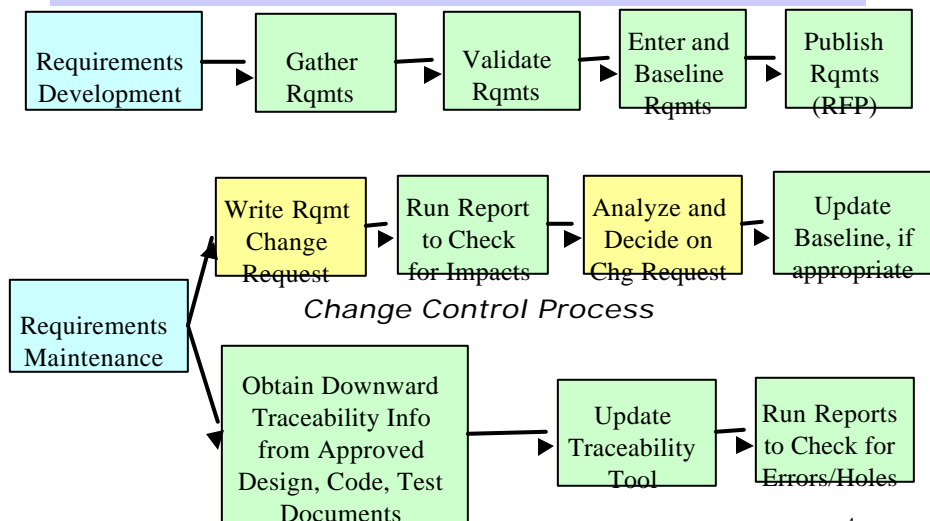 Requirements
Development
Gather
Rqmts
Validate
Rqmts
Enter and
Baseline
Rqmts
Publish
Rqmts
(RFP)
Write Rqmt
Change
Request
Run Report
to Check
for Impacts
Analyze and
Decide on
Chg Request
Update
Baseline, if
appropriate
Change Control Process
Requirements
Maintenance
Obtain Downward
Traceability Info
from Approved
Design, Code, Test
Documents
Update
Traceability
Tool
Run Reports
to Check for
Errors/Holes